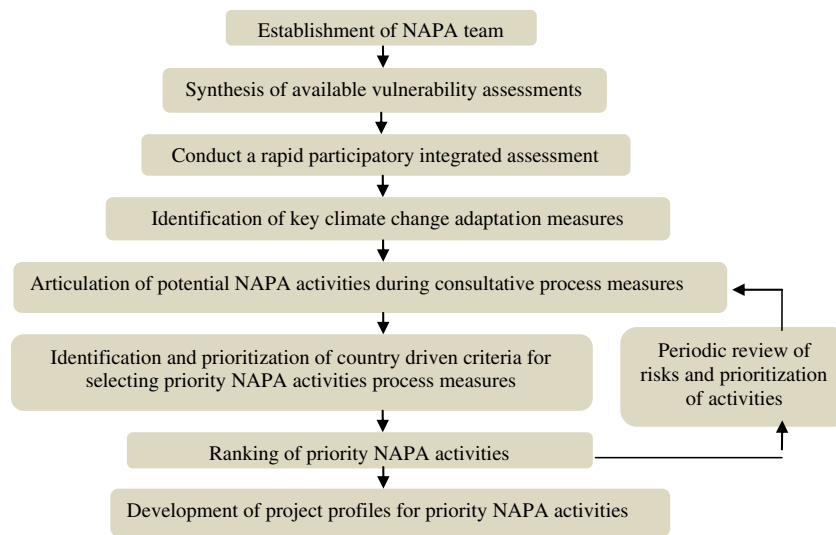 Establishment of NAPA team
Synthesis of available vulnerability assessments
Conduct a rapid participatory integrated assessment
Identification of key climate change adaptation measures
Articulation of potential NAPA activities during consultative process measures
Identification and prioritization of country driven criteria for
selecting priority NAPA activities process measures
Periodic review of
risks and prioritization
of activities
Ranking of priority NAPA activities
Development of project profiles for priority NAPA activities